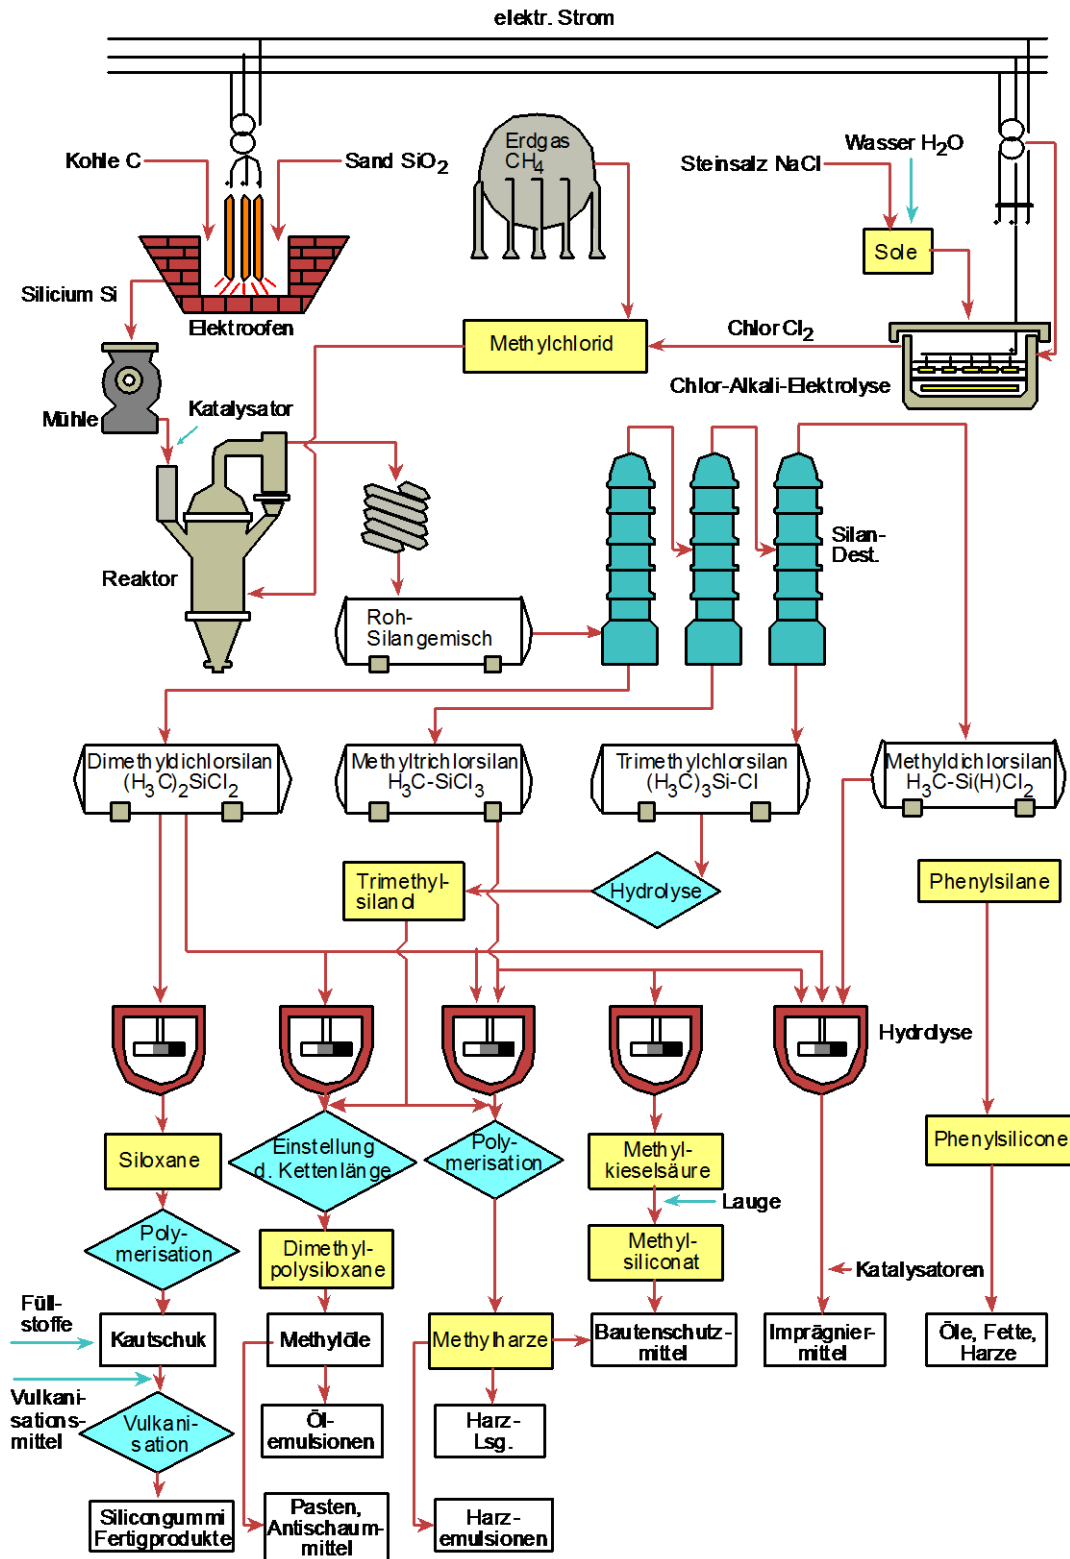 elektr. Strom
Kohle C
Sand SiO2
Erdgas
CH4
Wasser H2O
Steinsalz NaCl
Sole
Silicium Si
Elektroofen
Methylchlorid
Chlor Cl2
Chlor-Alkali-Elektrolyse
Mühle
Katalysator
Reaktor
Roh-
Silangemisch
Silan-
Dest.
Dimethyldichlorsilan
(H3C)2SiCl2
Methyltrichlorsilan
H3C-SiCl3
Trimethylchlorsilan
(H3C)3Si-Cl
Methyldichlorsilan
H3C-Si(H)Cl2
Trimethyl-
silanol
Hydrolyse
Phenylsilane
Hydrolyse
Siloxane
Einstellung
d. Kettenlänge
Poly-
merisation
Methyl-
kieselsäure
Phenylsilicone
Lauge
Poly-
merisation
Dimethyl-
polysiloxane
Methyl-
siliconat
Katalysatoren
Füll-
stoffe
Kautschuk
Methylöle
Methylharze
Bautenschutz-
mittel
Imprägnier-
mittel
Öle, Fette,
Harze
Vulkani-
sations-
mittel
Vulkani-
sation
Öl-
emulsionen
Harz-
Lsg.
Silicongummi
Fertigprodukte
Pasten,
Antischaum-
mittel
Harz-
emulsionen